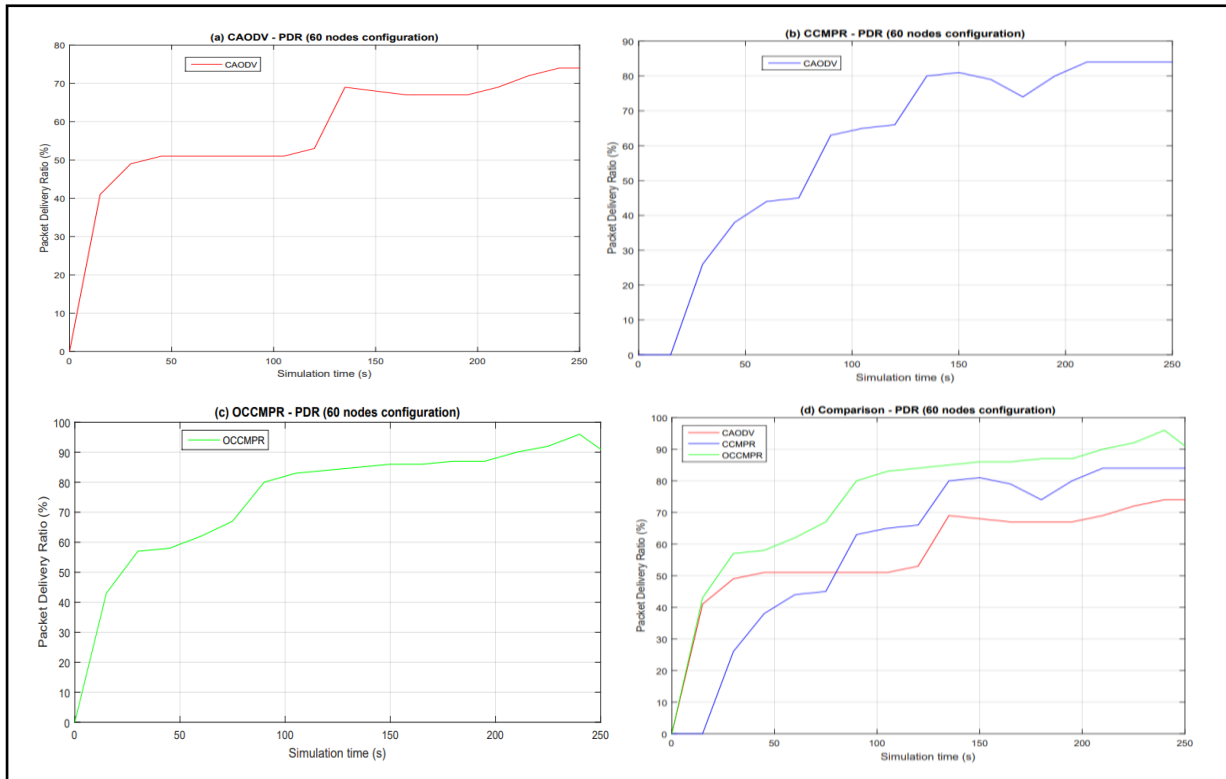 (a) CAODV - PDR (60 nodes configuration)
CAODV
Packet Delivery Ratio (%)
80
70
60
50
40
30
20
10
0
0 50 100 150 200 250
Simulation time (s)
(b) CCMPR - PDR (60 nodes configuration)
CAODV
Packet Delivery Ratio (%)
90
80
70
60
50
40
30
20
10
0
0 50 100 150 200 250
Simulation time (s)
(c) OCCMPR - PDR (60 nodes configuration)
OCCMPR
Packet Delivery Ratio (%)
100
90
80
70
60
50
40
30
20
10
0
0 50 100 150 200 250
Simulation time (s)
(d) Comparison - PDR (60 nodes configuration)
CAODV
CCMPR
OCCMPR
Packet Delivery Ratio (%)
100
90
80
70
60
50
40
30
20
10
0
0 50 100 150 200 250
Simulation time (s)